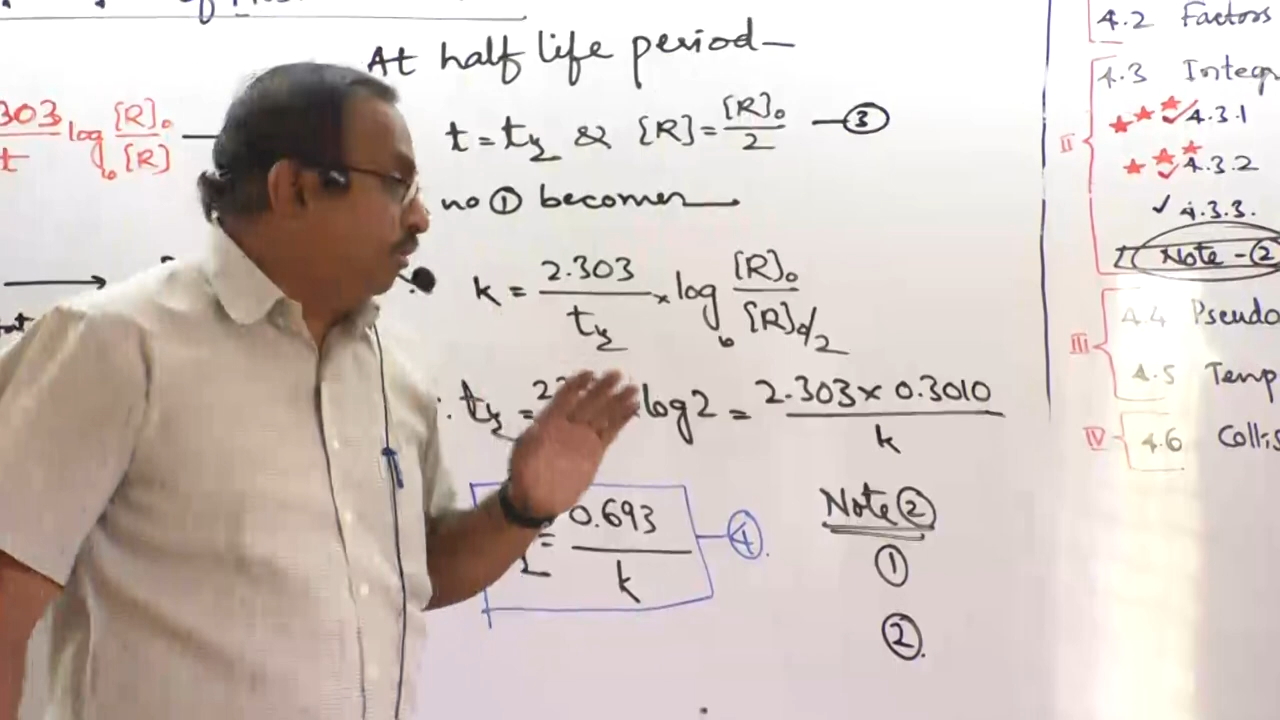 At half life period—
303/t log [R]₀/[R] —
t = t½ & [R] = [R]₀/2 —③
no ① becomes
k = 2.303/t½ × log [R]₀/[R]₀/2
t½ = log2 = 2.303 × 0.3010/k
= 0.693/k —④.
Note ②
①
②.
4.2 Factors
II
4.3
★★★ ✓4.3.1
★★★ ✓4.3.2
✓ 4.3.3.
Note - ②
III
4.4 Pseudo
4.5
IV
4.6